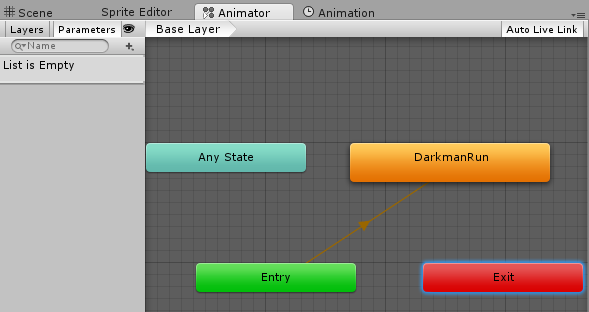 Scene Sprite Editor Animator Animation
Layers Parameters Base Layer Auto Live Link
Name
List is Empty
Any State DarkmanRun
Entry Exit